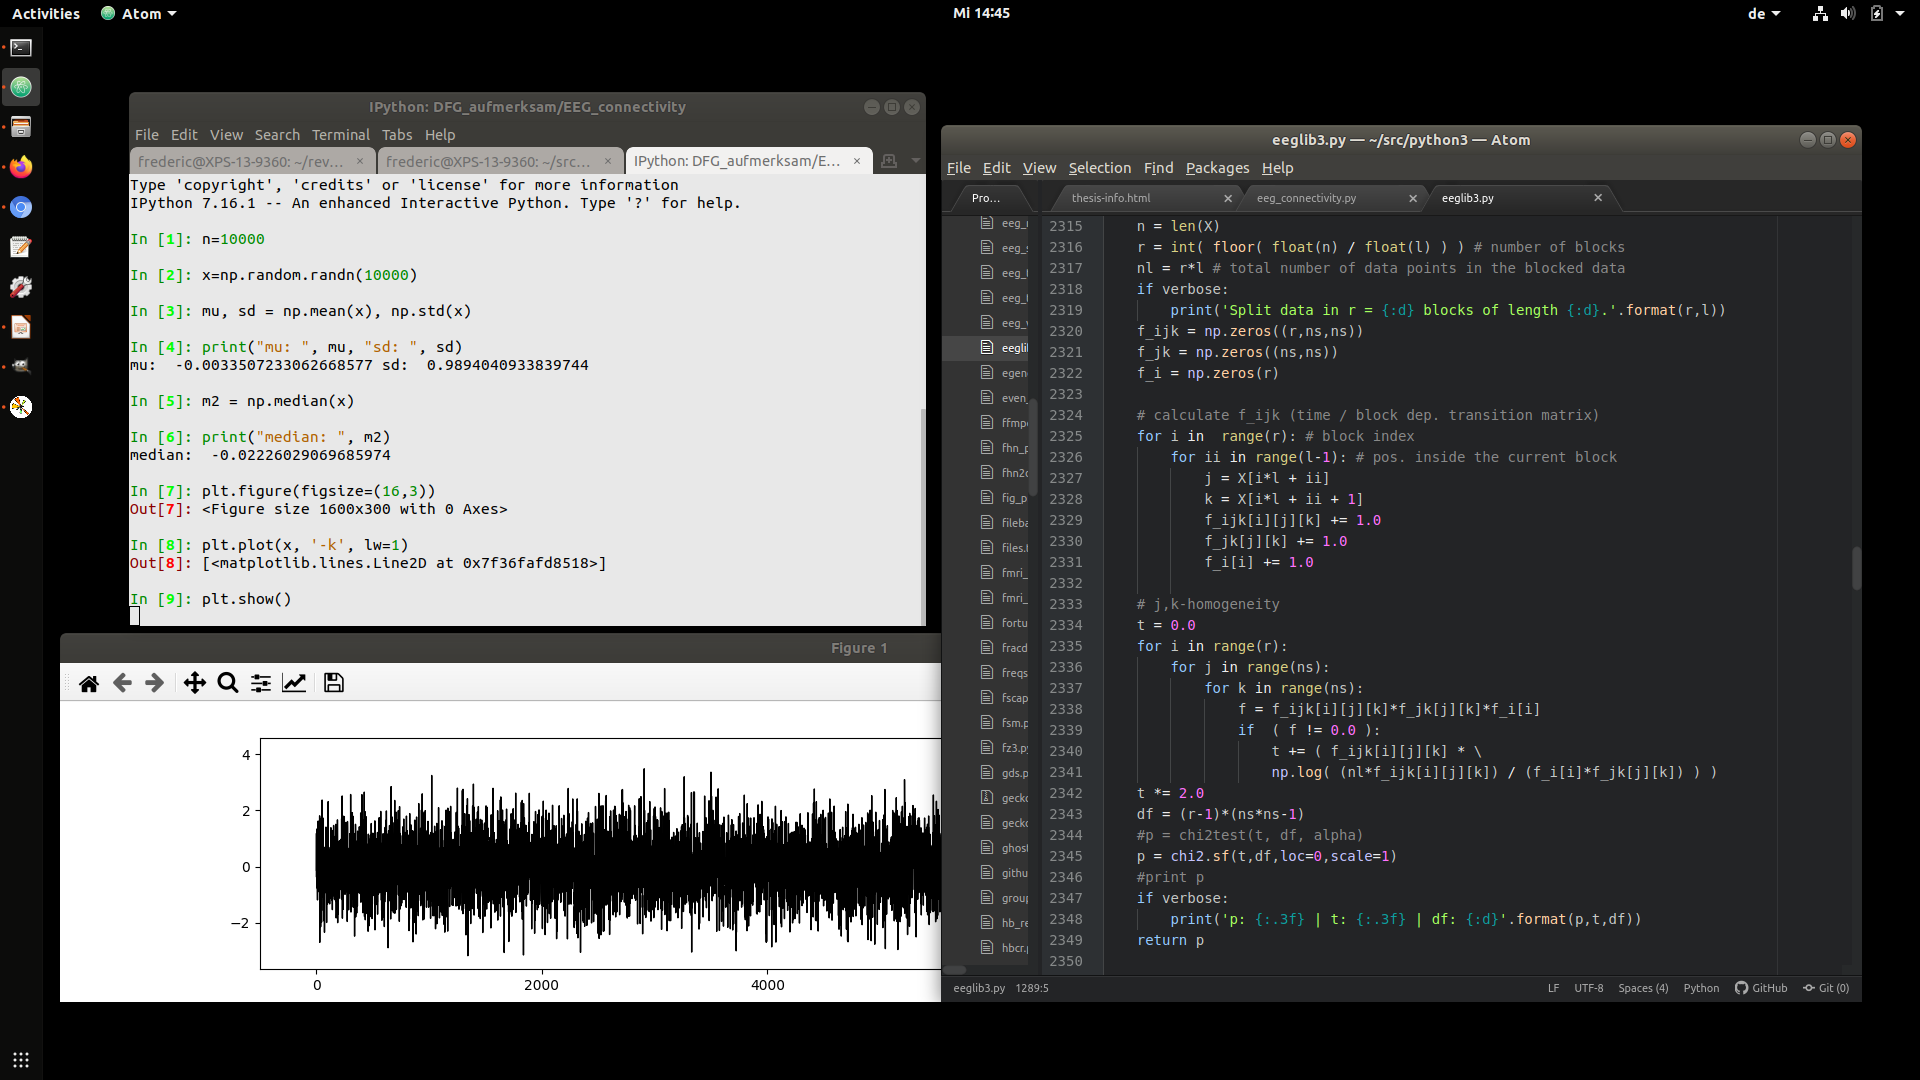 Activities
Atom
Mi 14:45
de
IPython: DFG_aufmerksam/EEG_connectivity
File Edit View Search Terminal Tabs Help
frederic@XPS-13-9360: ~/rev...
frederic@XPS-13-9360: ~/src...
IPython: DFG_aufmerksam/E...
Type 'copyright', 'credits' or 'license' for more information
IPython 7.16.1 -- An enhanced Interactive Python. Type '?' for help.
In [1]: n=10000
In [2]: x=np.random.randn(10000)
In [3]: mu, sd = np.mean(x), np.std(x)
In [4]: print("mu: ", mu, "sd: ", sd)
mu:  -0.0033507233062668577 sd:  0.9894040933839744
In [5]: m2 = np.median(x)
In [6]: print("median: ", m2)
median:  -0.02226029069685974
In [7]: plt.figure(figsize=(16,3))
Out[7]: <Figure size 1600x300 with 0 Axes>
In [8]: plt.plot(x, '-k', lw=1)
Out[8]: [<matplotlib.lines.Line2D at 0x7f36fafd8518>]
In [9]: plt.show()
Figure 1
4
2
0
−2
0
2000
4000
eeglib3.py — ~/src/python3 — Atom
File Edit View Selection Find Packages Help
Pro...
thesis-info.html
eeg_connectivity.py
eeglib3.py
eeg_
eeg_s
eeg_
eeg_
eeg_
eegli
egen
even_
ffmp
fhn_p
fhn2
fig_p
fileba
files.
fmri_
fmri_
fortu
fracd
freqs
fscap
fsm.p
fz3.py
gds.p
geck
geck
ghos
githu
group
hb_re
hbcr.
2315 n = len(X)
2316 r = int( floor( float(n) / float(l) ) ) # number of blocks
2317 nl = r*l # total number of data points in the blocked data
2318 if verbose:
2319 print('Split data in r = {:d} blocks of length {:d}.'.format(r,l))
2320 f_ijk = np.zeros((r,ns,ns))
2321 f_jk = np.zeros((ns,ns))
2322 f_i = np.zeros(r)
2323
2324 # calculate f_ijk (time / block dep. transition matrix)
2325 for i in  range(r): # block index
2326 for ii in range(l-1): # pos. inside the current block
2327 j = X[i*l + ii]
2328 k = X[i*l + ii + 1]
2329 f_ijk[i][j][k] += 1.0
2330 f_jk[j][k] += 1.0
2331 f_i[i] += 1.0
2332
2333 # j,k-homogeneity
2334 t = 0.0
2335 for i in range(r):
2336 for j in range(ns):
2337 for k in range(ns):
2338 f = f_ijk[i][j][k]*f_jk[j][k]*f_i[i]
2339 if  ( f != 0.0 ):
2340 t += ( f_ijk[i][j][k] * \
2341 np.log( (nl*f_ijk[i][j][k]) / (f_i[i]*f_jk[j][k]) ) )
2342 t *= 2.0
2343 df = (r-1)*(ns*ns-1)
2344 #p = chi2test(t, df, alpha)
2345 p = chi2.sf(t,df,loc=0,scale=1)
2346 #print p
2347 if verbose:
2348 print('p: {:.3f} | t: {:.3f} | df: {:d}'.format(p,t,df))
2349 return p
2350
eeglib3.py 1289:5
LF UTF-8 Spaces (4) Python GitHub Git (0)